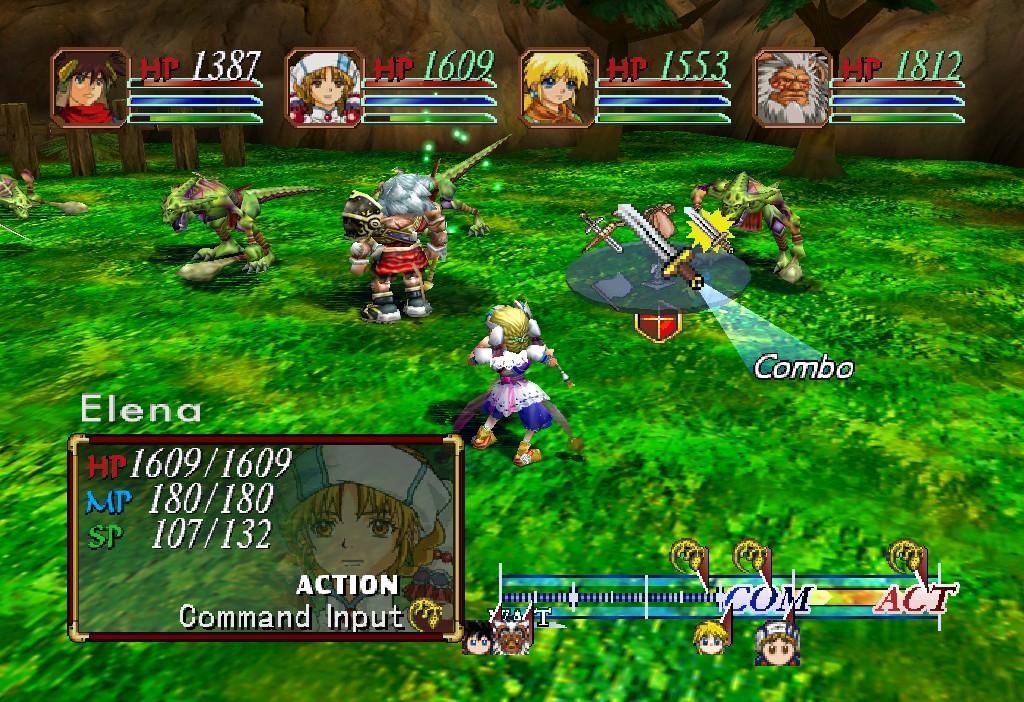 HP 1387
HP 1609
HP 1553
HP 1812
Combo
Elena
HP 1609/1609
MP 180/180
SP 107/132
ACTION
Command Input
COM
ACT
WAIT